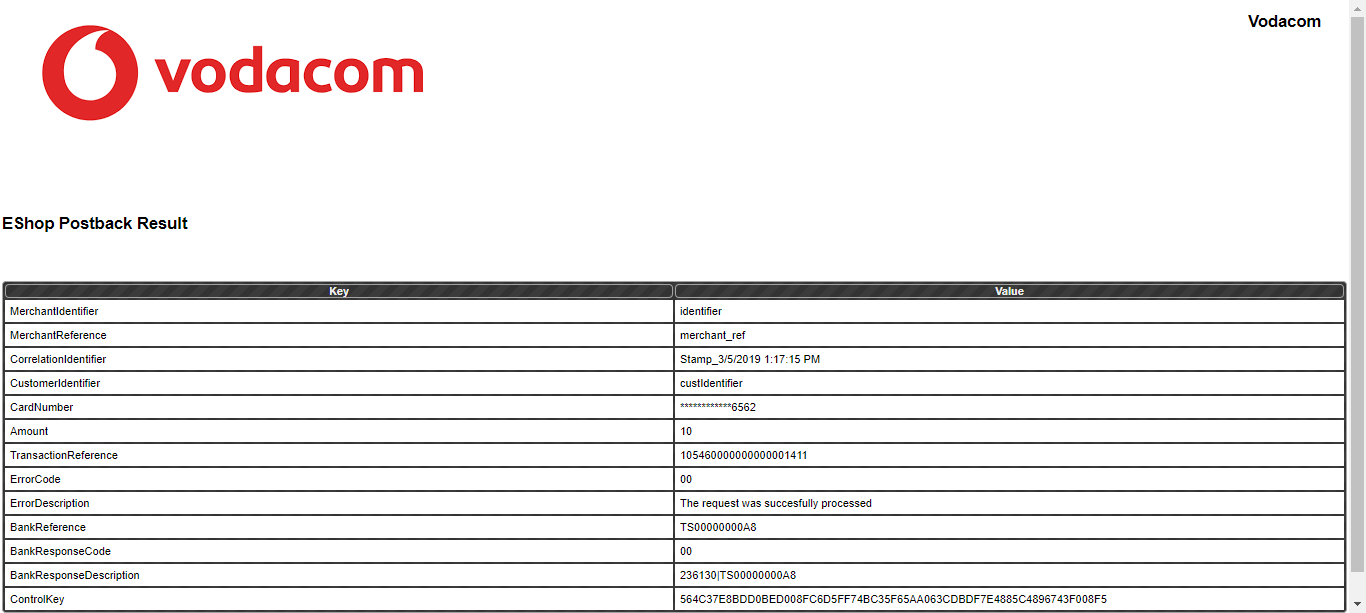 Vodacom
vodacom
EShop Postback Result
Key Value
MerchantIdentifier identifier
MerchantReference merchant_ref
CorrelationIdentifier Stamp_3/5/2019 1:17:15 PM
CustomerIdentifier custIdentifier
CardNumber ************6562
Amount 10
TransactionReference 105460000000000001411
ErrorCode 00
ErrorDescription The request was succesfully processed
BankReference TS00000000A8
BankResponseCode 00
BankResponseDescription 236130|TS00000000A8
ControlKey 564C37E8BDD0BED008FC6D5FF74BC35F65AA063CDBDF7E4885C4896743F008F5